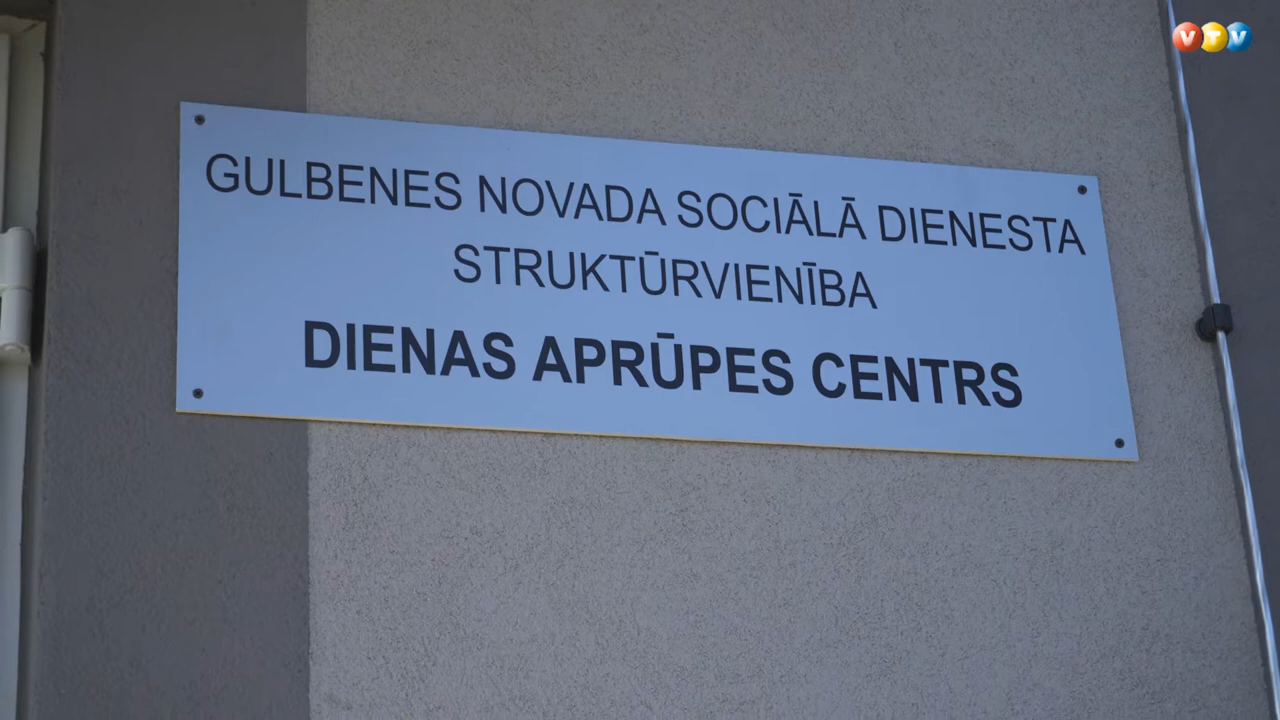 VTV
GULBENES NOVADA SOCIĀLĀ DIENESTA
STRUKTŪRVIENĪBA
DIENAS APRŪPES CENTRS